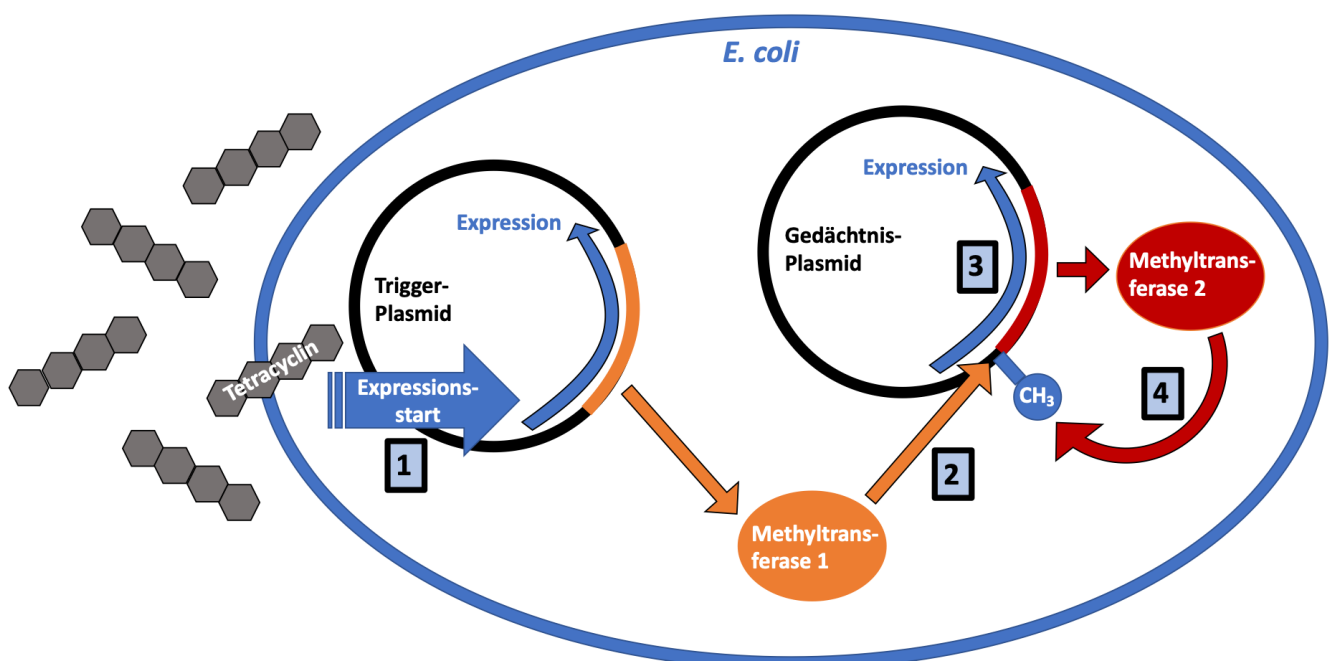 E. coli
Expression
Trigger-
Plasmid
Tetracyclin
Expressions-
start
1
Expression
Gedächtnis-
Plasmid
3
Methyltrans-
ferase 2
CH₃
4
2
Methyltrans-
ferase 1